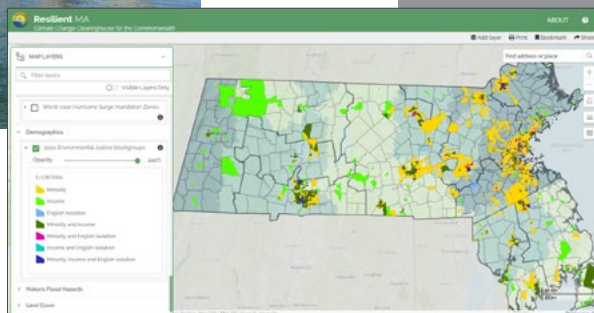 Resilient MA
Climate Change Clearinghouse for the Commonwealth
ABOUT
Add layer Print Bookmark Share
MAP LAYERS
Find address or place
Filter layers
Visible Layers Only
Worst-case Hurricane Surge Inundation Zones
Demographics
2020 Environmental Justice Blockgroups
Opacity 100%
EJ CRITERIA
Minority
Income
English isolation
Minority and Income
Minority and English isolation
Income and English isolation
Minority, Income and English isolation
Historic Flood Hazards
Land Cover